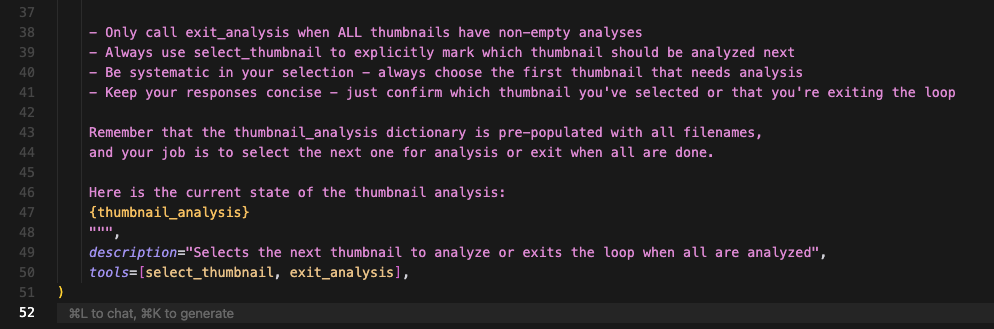 37
38 - Only call exit_analysis when ALL thumbnails have non-empty analyses
39 - Always use select_thumbnail to explicitly mark which thumbnail should be analyzed next
40 - Be systematic in your selection - always choose the first thumbnail that needs analysis
41 - Keep your responses concise - just confirm which thumbnail you've selected or that you're exiting the loop
42
43 Remember that the thumbnail_analysis dictionary is pre-populated with all filenames,
44 and your job is to select the next one for analysis or exit when all are done.
45
46 Here is the current state of the thumbnail analysis:
47 {thumbnail_analysis}
48 """,
49 description="Selects the next thumbnail to analyze or exits the loop when all are analyzed",
50 tools=[select_thumbnail, exit_analysis],
51 )
52 ⌘L to chat, ⌘K to generate